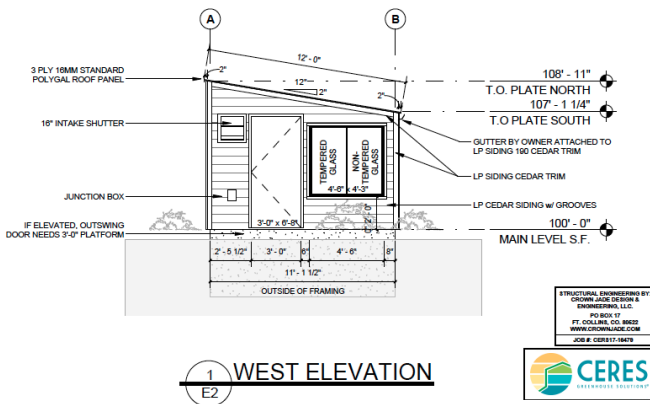 A
B
12' - 0"
3 PLY 16MM STANDARD
POLYGAL ROOF PANEL
2"
12"
2"
2"
108' - 11"
T.O. PLATE NORTH
107' - 1 1/4"
T.O PLATE SOUTH
16" INTAKE SHUTTER
GUTTER BY OWNER ATTACHED TO
LP SIDING 190 CEDAR TRIM
TEMPERED
GLASS
NON-
TEMPERED
GLASS
LP SIDING CEDAR TRIM
4'-6" x 4'-3"
JUNCTION BOX
LP CEDAR SIDING w/ GROOVES
IF ELEVATED, OUTSWING
DOOR NEEDS 3'-0" PLATFORM
3'-0" x 6'-8"
100' - 0"
MAIN LEVEL S.F.
2' - 5 1/2"
3' - 0"
6"
4' - 6"
8"
11' - 1 1/2"
OUTSIDE OF FRAMING
STRUCTURAL ENGINEERING BY:
CROWN JADE DESIGN &
ENGINEERING, LLC.
PO BOX 17
FT. COLLINS, CO. 80522
WWW.CROWNJADE.COM
1
E2
WEST ELEVATION
CERES
GREENHOUSE SOLUTIONS